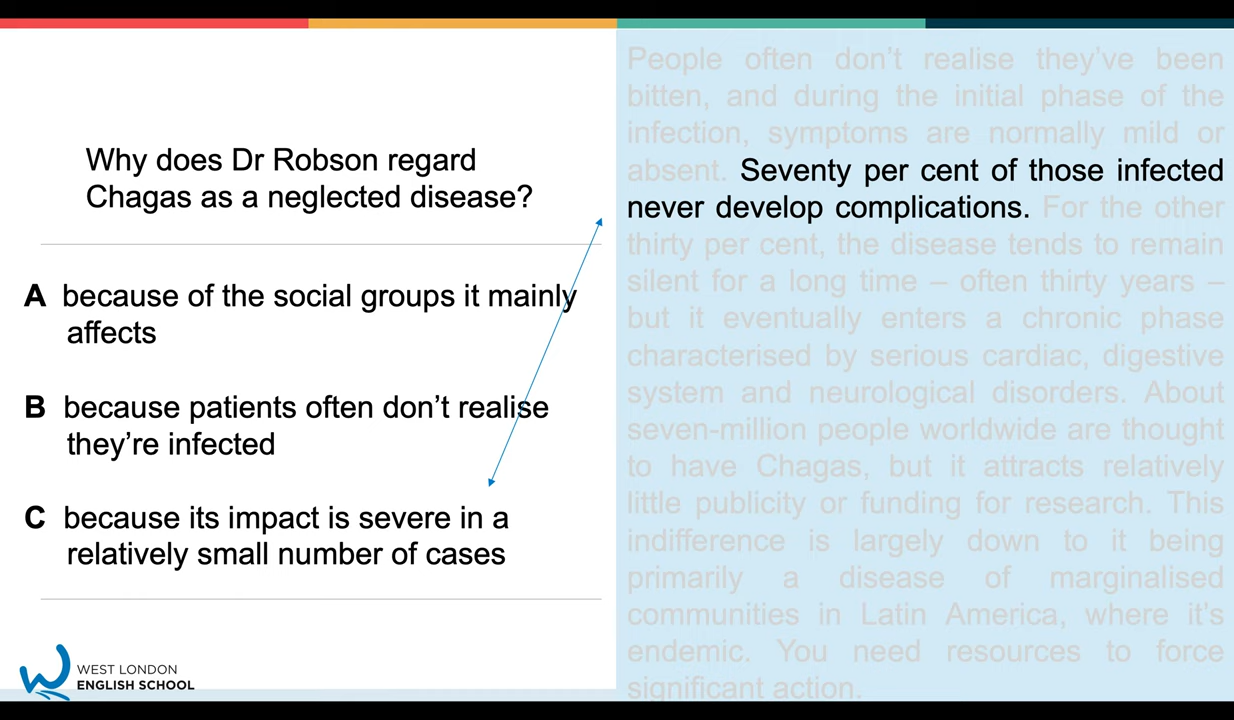 Why does Dr Robson regard
Chagas as a neglected disease?
A because of the social groups it mainly
affects
B because patients often don’t realise
they’re infected
C because its impact is severe in a
relatively small number of cases
WEST LONDON
ENGLISH SCHOOL
People often don’t realise they’ve been
bitten, and during the initial phase of the
infection, symptoms are normally mild or
absent. Seventy per cent of those infected
never develop complications. For the other
thirty per cent, the disease tends to remain
silent for a long time – often thirty years –
but it eventually enters a chronic phase
characterised by serious cardiac, digestive
system and neurological disorders. About
seven-million people worldwide are thought
to have Chagas, but it attracts relatively
little publicity or funding for research. This
indifference is largely down to it being
primarily a disease of marginalised
communities in Latin America, where it’s
endemic. You need resources to force
significant action.